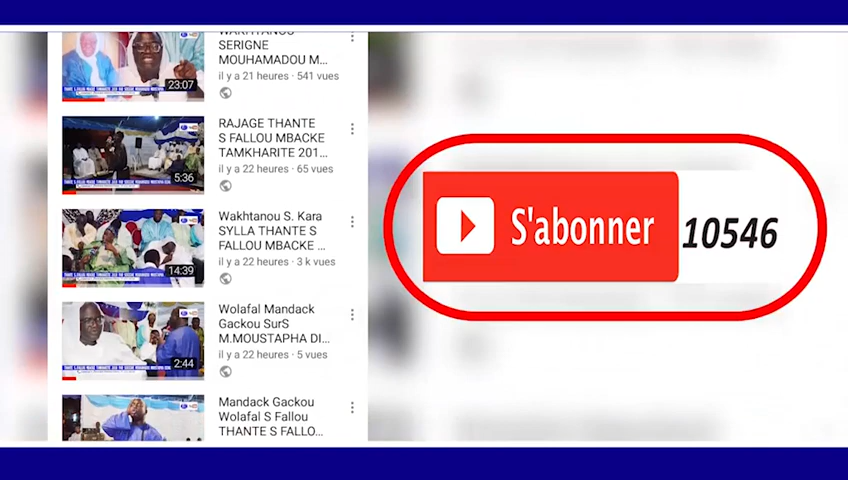 WAKHTANOU
SERIGNE
MOUHAMADOU M...
il y a 21 heures · 541 vues
23:07
RAJAGE THANTE
S FALLOU MBACKE
TAMKHARITE 201...
il y a 22 heures · 65 vues
5:36
Wakhtanou S. Kara
SYLLA THANTE S
FALLOU MBACKE ...
il y a 22 heures · 3 k vues
14:39
Wolofal Mandack
Gackou SurS
M.MOUSTAPHA DI...
il y a 22 heures · 5 vues
2:44
Mandack Gackou
Wolafal S Fallou
THANTE S FALLO...
S'abonner
10546